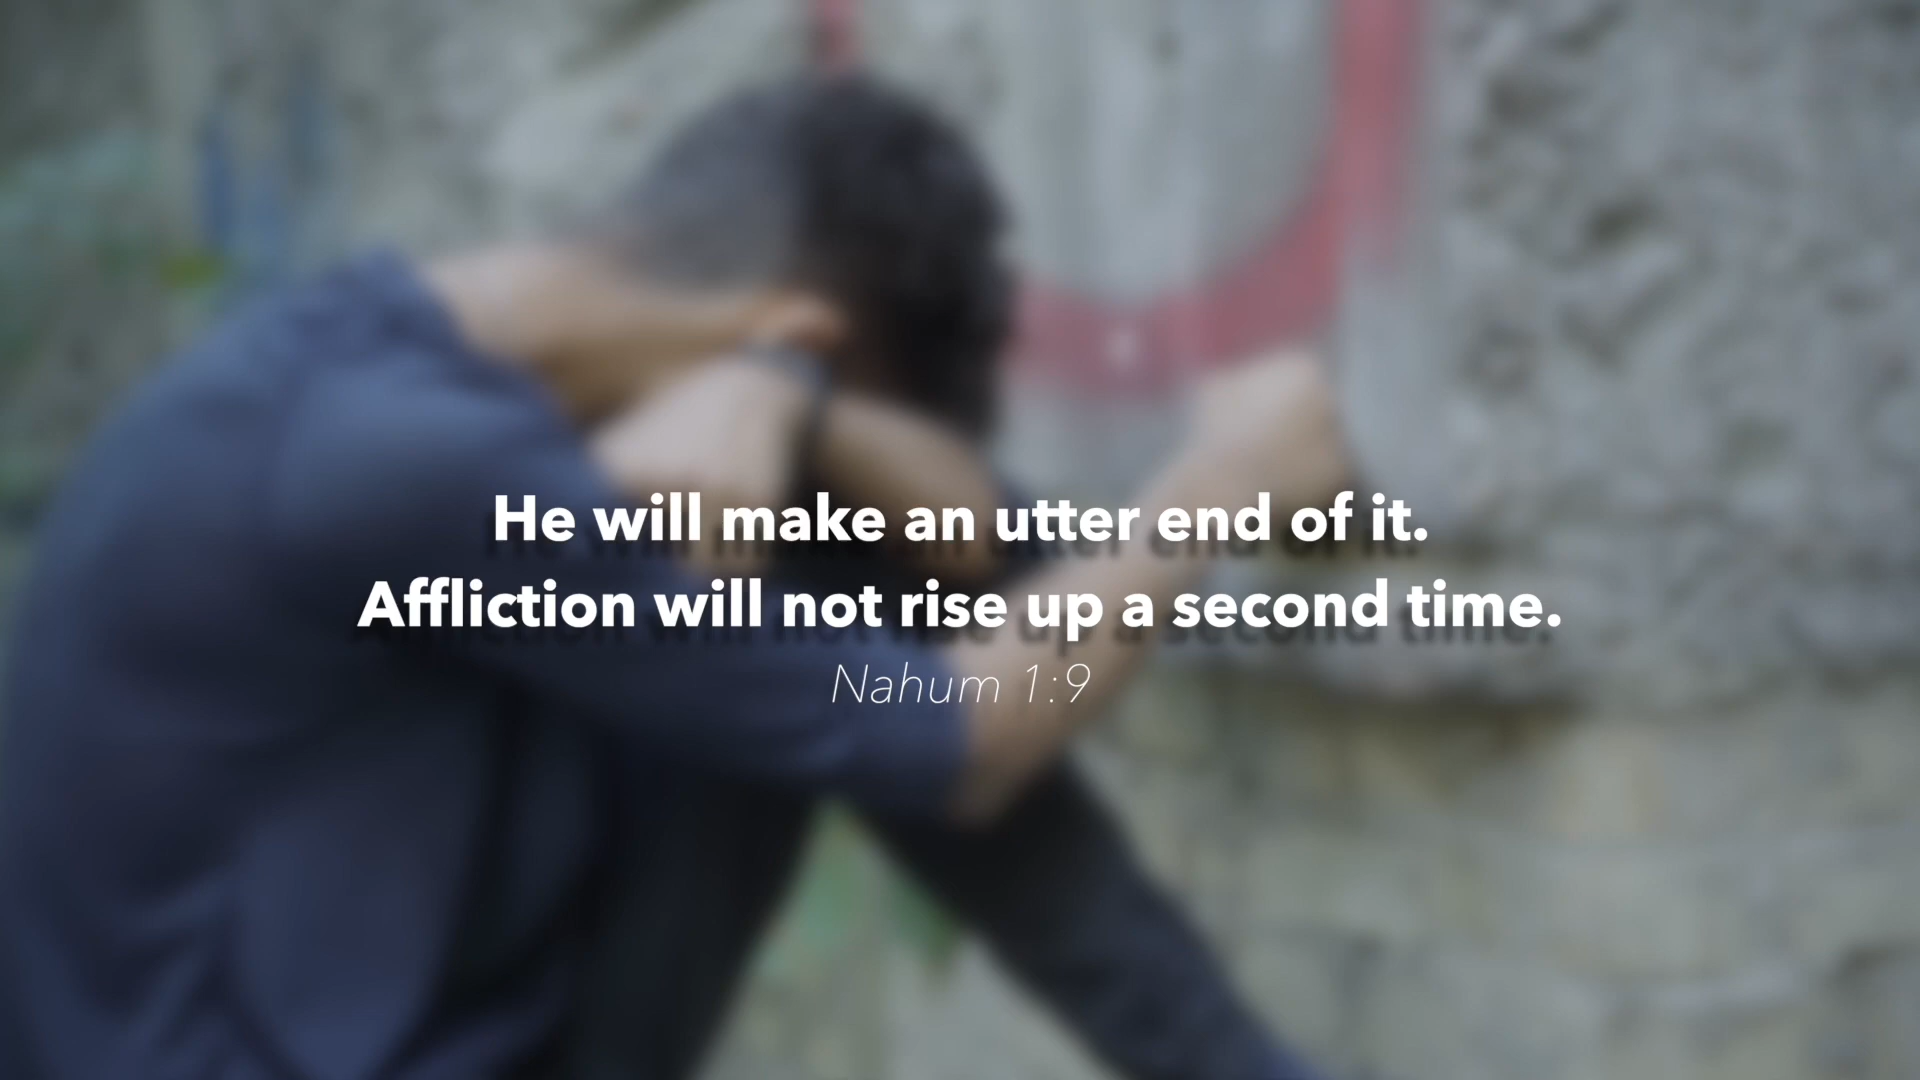 He will make an utter end of it.
Affliction will not rise up a second time.
Nahum 1:9